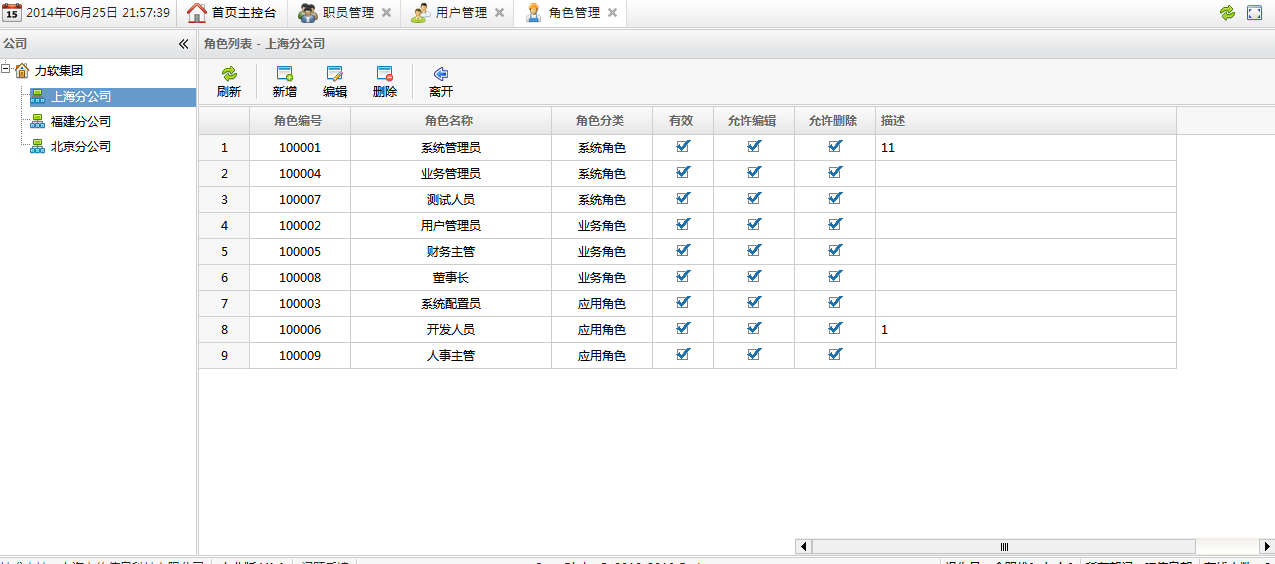 15 2014年06月25日 21:57:39 首页主控台 职员管理 用户管理 角色管理
公司
力软集团
上海分公司
福建分公司
北京分公司
角色列表 - 上海分公司
刷新 新增 编辑 删除 离开
角色编号 角色名称 角色分类 有效 允许编辑 允许删除 描述
1 100001 系统管理员 系统角色 11
2 100004 业务管理员 系统角色
3 100007 测试人员 系统角色
4 100002 用户管理员 业务角色
5 100005 财务主管 业务角色
6 100008 董事长 业务角色
7 100003 系统配置员 应用角色
8 100006 开发人员 应用角色 1
9 100009 人事主管 应用角色